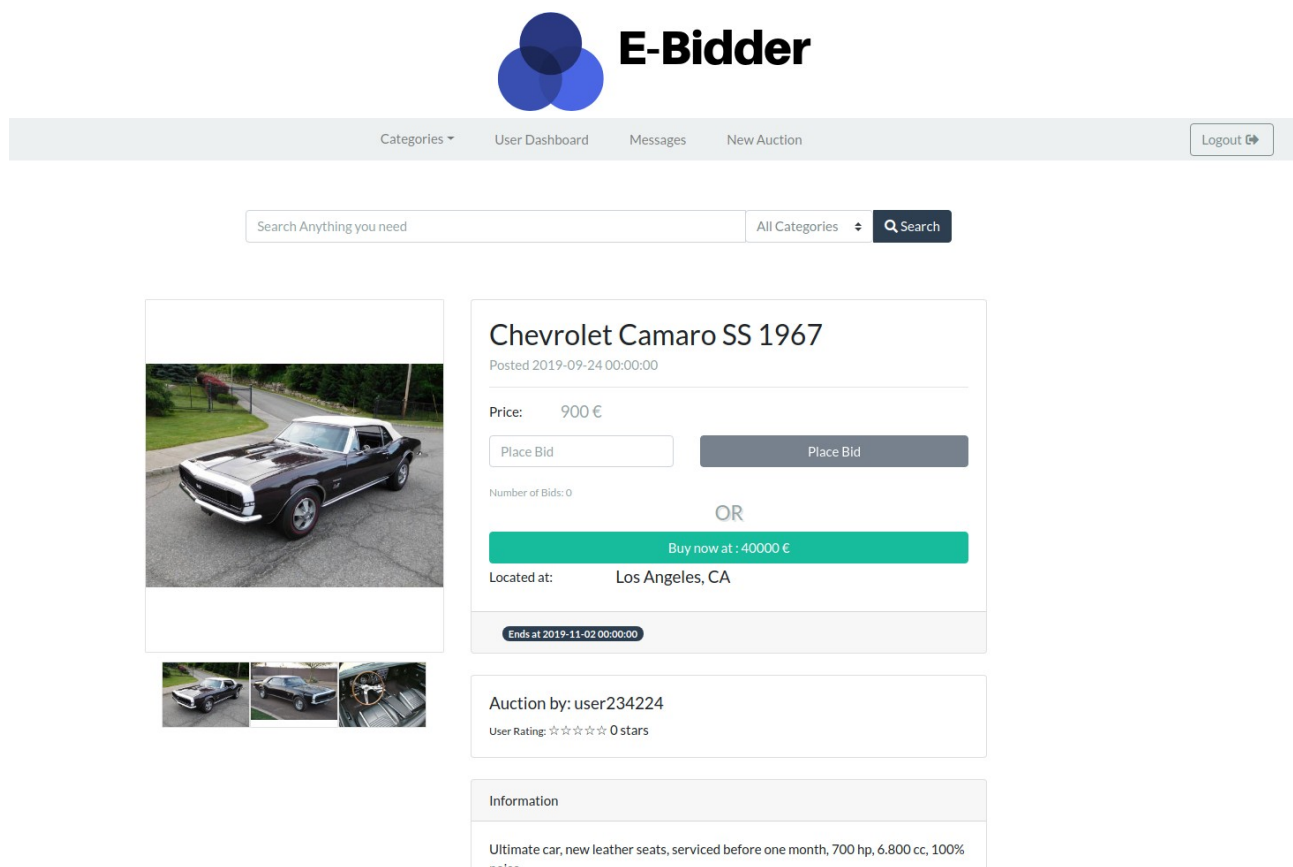 E-Bidder
Categories User Dashboard Messages New Auction Logout
Search Anything you need All Categories Search
Chevrolet Camaro SS 1967
Posted 2019-09-24 00:00:00
Price: 900 €
Place Bid Place Bid
Number of Bids: 0
OR
Buy now at : 40000 €
Located at: Los Angeles, CA
Ends at 2019-11-02 00:00:00
Auction by: user234224
User Rating: ☆☆☆☆☆ 0 stars
Information
Ultimate car, new leather seats, serviced before one month, 700 hp, 6.800 cc, 100%